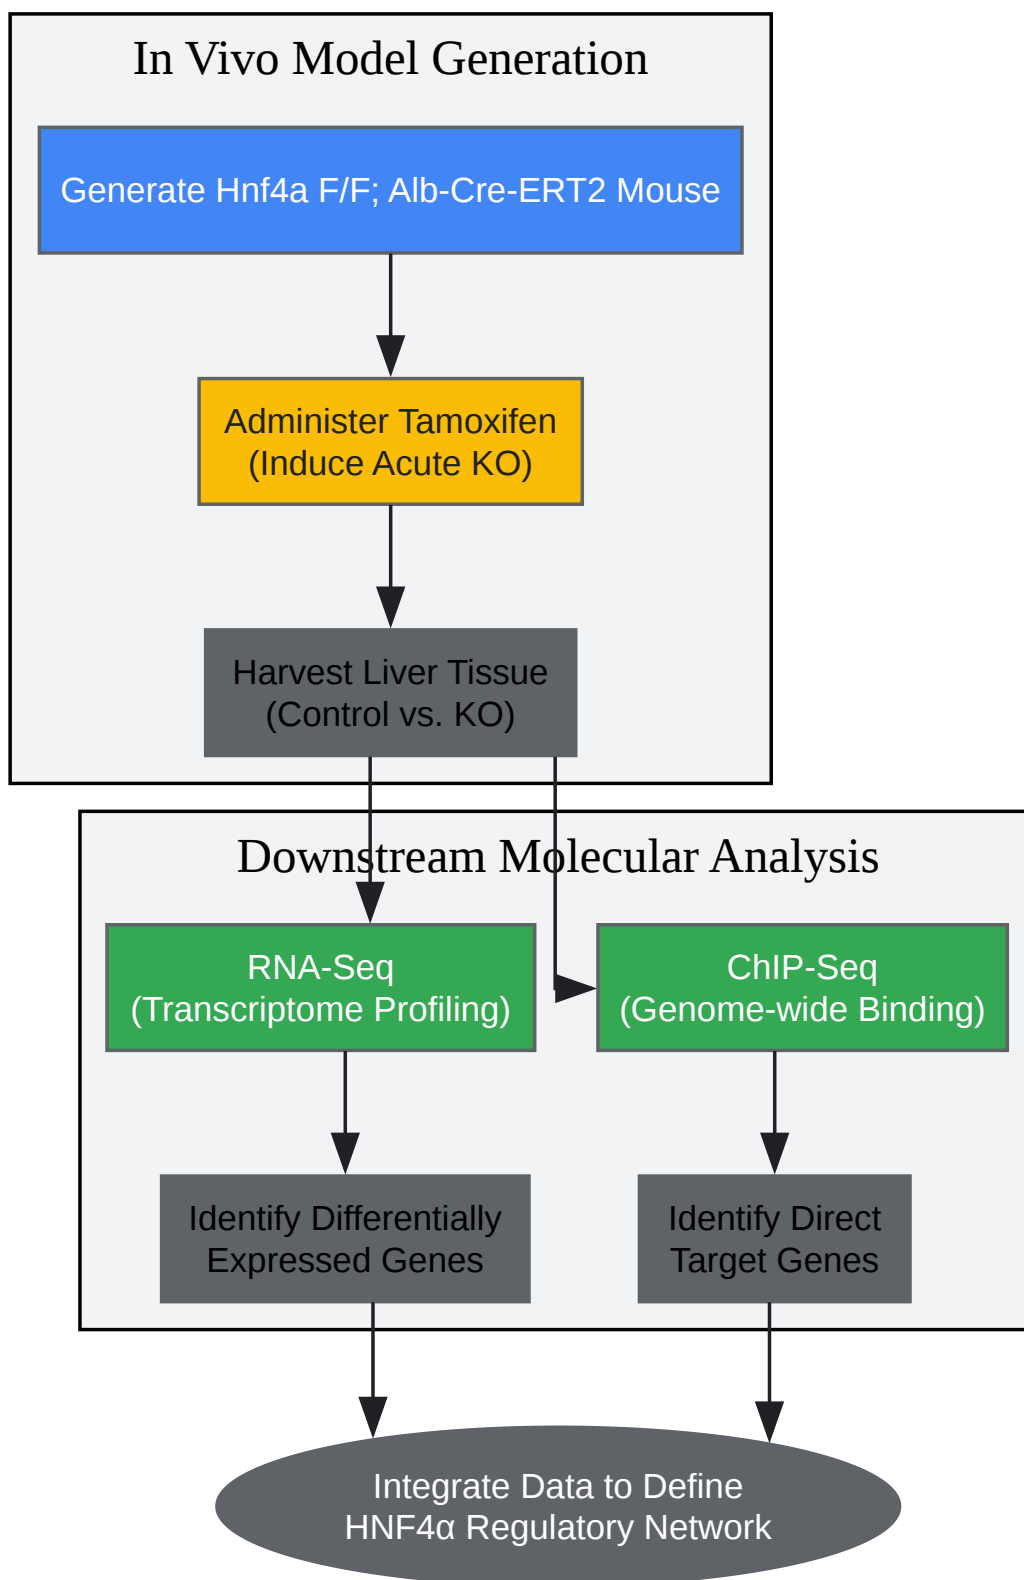 In Vivo Model Generation
Generate Hnf4a F/F; Alb-Cre-ERT2 Mouse
Administer Tamoxifen
(Induce Acute KO)
Harvest Liver Tissue
(Control vs. KO)
Downstream Molecular Analysis
RNA-Seq
(Transcriptome Profiling)
ChIP-Seq
(Genome-wide Binding)
Identify Differentially
Expressed Genes
Identify Direct
Target Genes
Integrate Data to Define
HNF4α Regulatory Network